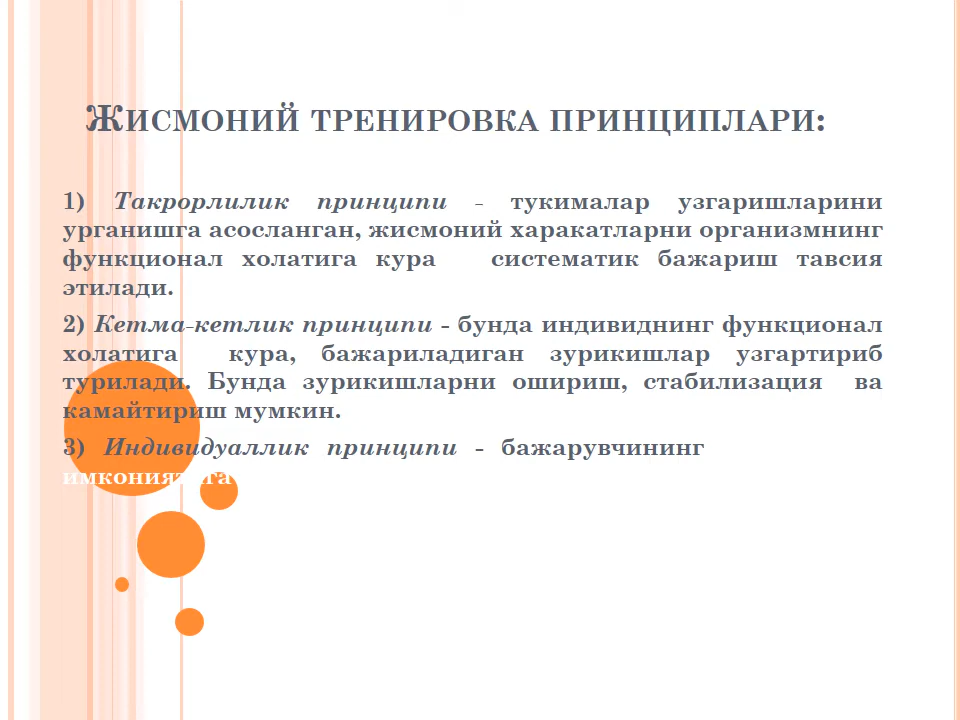 Жисмоний тренировка принциплари:
1) Такрорлилик принципи - тукималар узгаришларини
урганишга асосланган, жисмоний харакатларни организмнинг
функционал холатига кура систематик бажариш тавсия
этилади.
2) Кетма-кетлик принципи - бунда индивиднинг функционал
холатига кура, бажариладиган зурикишлар узгартириб
турилади. Бунда зурикишларни ошириш, стабилизация ва
камайтириш мумкин.
3) Индивидуаллик принципи - бажарувчининг
имкониятига